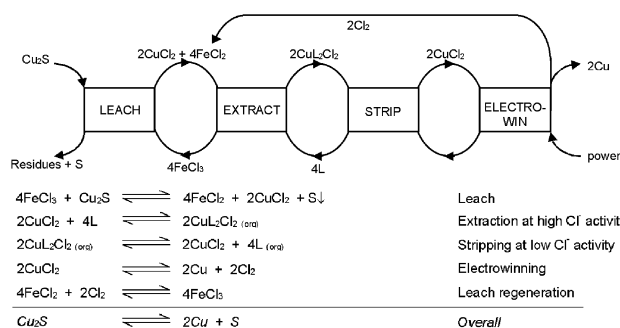 2Cl₂
Cu₂S
2CuCl₂ + 4FeCl₂
2CuL₂Cl₂
2CuCl₂
2Cu
LEACH
EXTRACT
STRIP
ELECTRO-
WIN
Residues + S
4FeCl₃
4L
power
4FeCl₃ + Cu₂S ⇌ 4FeCl₂ + 2CuCl₂ + S↓ Leach
2CuCl₂ + 4L ⇌ 2CuL₂Cl₂ (org) Extraction at high Cl⁻ activit
2CuL₂Cl₂ (org) ⇌ 2CuCl₂ + 4L (org) Stripping at low Cl⁻ activity
2CuCl₂ ⇌ 2Cu + 2Cl₂ Electrowinning
4FeCl₂ + 2Cl₂ ⇌ 4FeCl₃ Leach regeneration
Cu₂S ⇌ 2Cu + S Overall